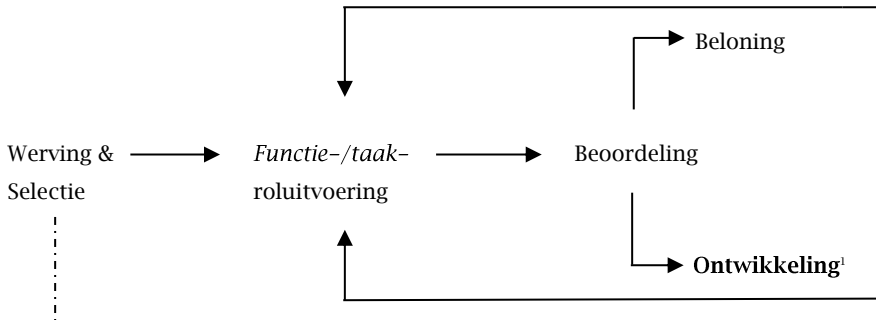 Beloning
Werving &
Selectie
Functie-/taak-
roluitvoering
Beoordeling
Ontwikkeling¹